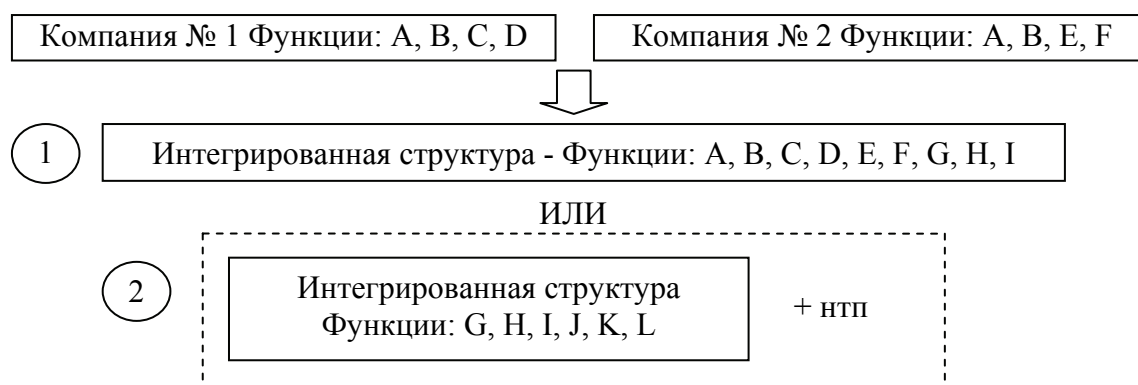 Компания № 1 Функции: A, B, C, D
Компания № 2 Функции: A, B, E, F
1
Интегрированная структура - Функции: A, B, C, D, E, F, G, H, I
ИЛИ
2
Интегрированная структура
Функции: G, H, I, J, K, L
+ нтп